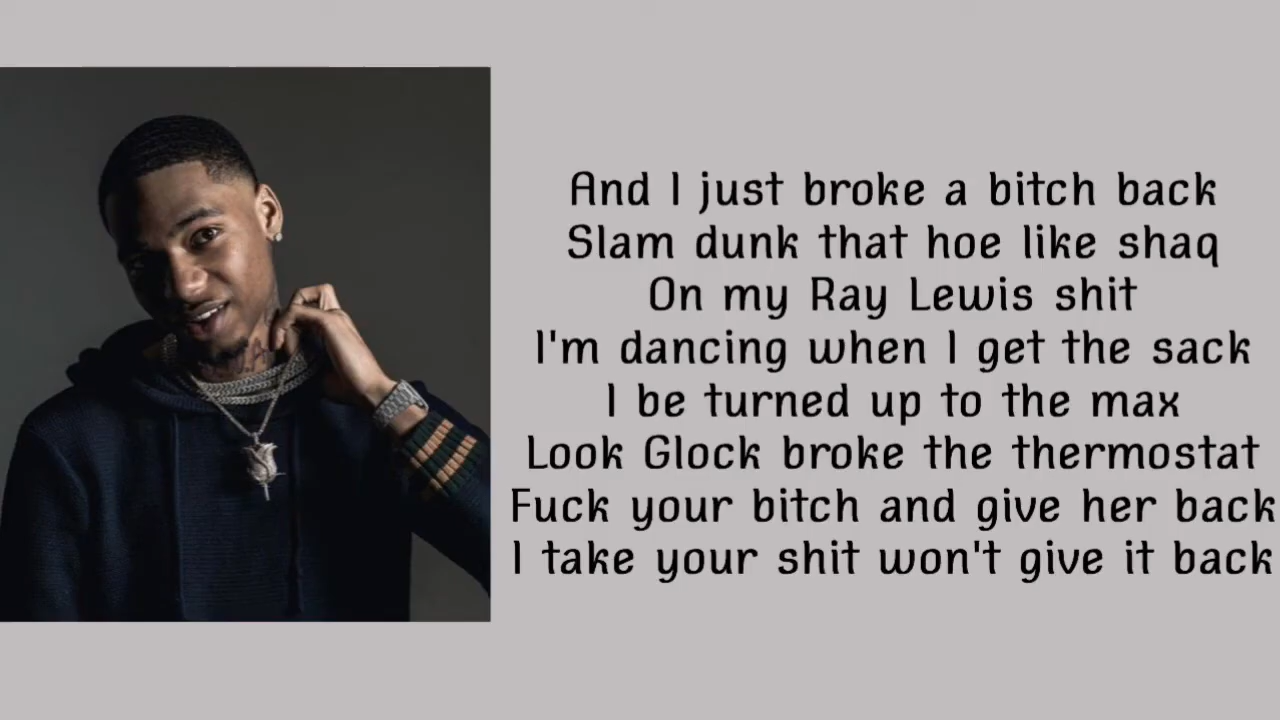 And I just broke a bitch back
Slam dunk that hoe like shaq
On my Ray Lewis shit
I'm dancing when I get the sack
I be turned up to the max
Look Glock broke the thermostat
Fuck your bitch and give her back
I take your shit won't give it back